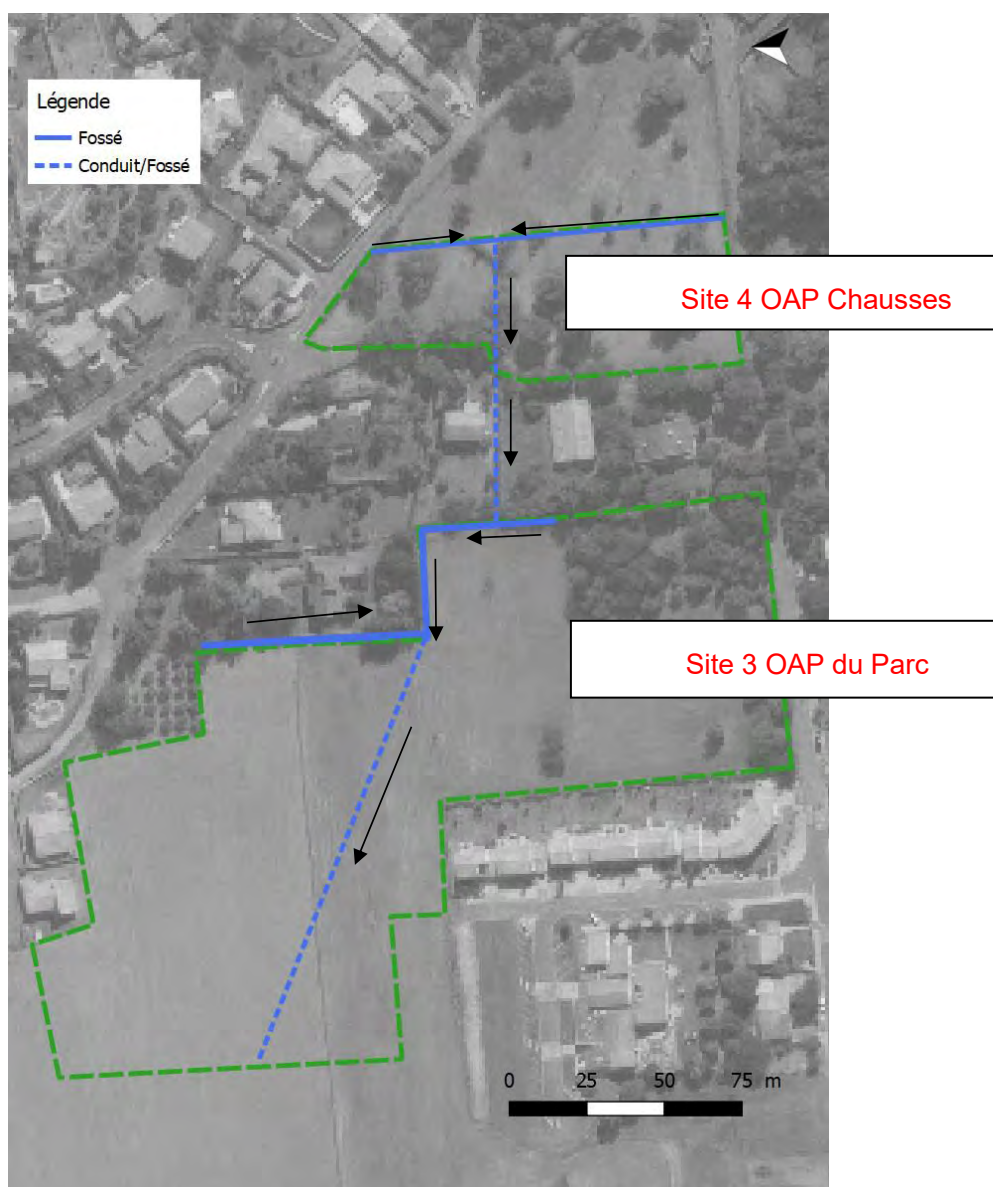 Légende
Fossé
Conduit/Fossé
Site 4 OAP Chausses
Site 3 OAP du Parc
0 25 50 75 m